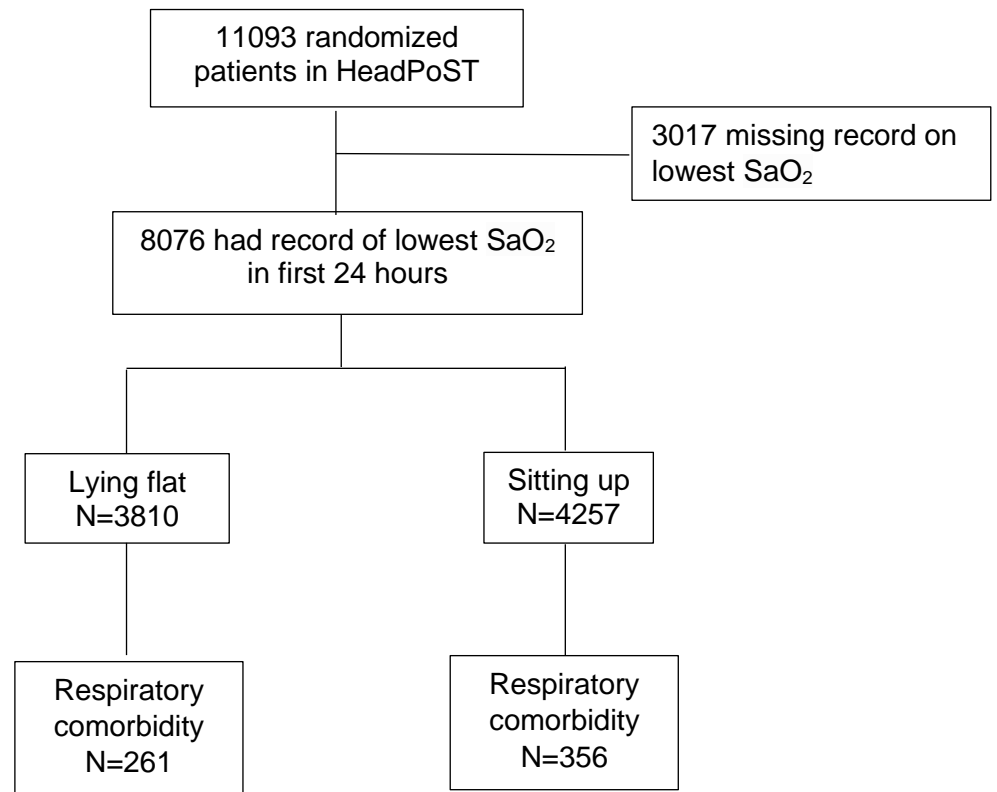 11093 randomized
patients in HeadPoST
3017 missing record on
lowest SaO₂
8076 had record of lowest SaO₂
in first 24 hours
Lying flat
N=3810
Sitting up
N=4257
Respiratory
comorbidity
N=261
Respiratory
comorbidity
N=356